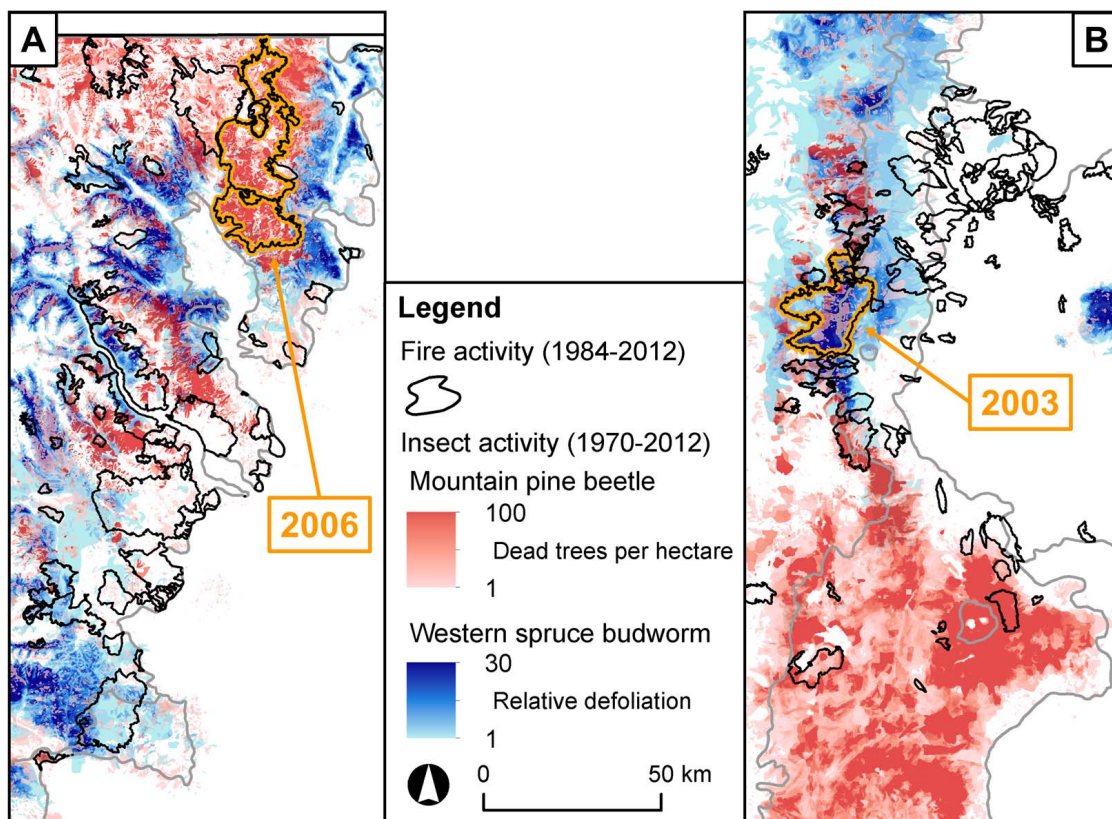 A
B
2006
2003
Legend
Fire activity (1984-2012)
Insect activity (1970-2012)
Mountain pine beetle
100
Dead trees per hectare
1
Western spruce budworm
30
Relative defoliation
1
0 50 km